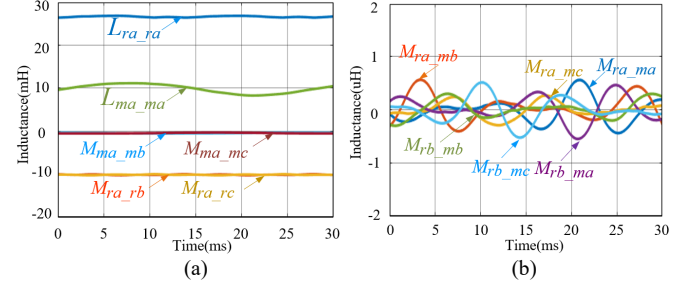 30
20
10
0
-10
-20
Inductance(mH)
L_ra_ra
L_ma_ma
M_ma_mb
M_ma_mc
M_ra_rb
M_ra_rc
0 5 10 15 20 25 30
Time(ms)
(a)
2
1
0
-1
-2
Inductance(uH)
M_ra_mb
M_ra_mc
M_ra_ma
M_rb_mb
M_rb_mc
M_rb_ma
0 5 10 15 20 25 30
Time(ms)
(b)